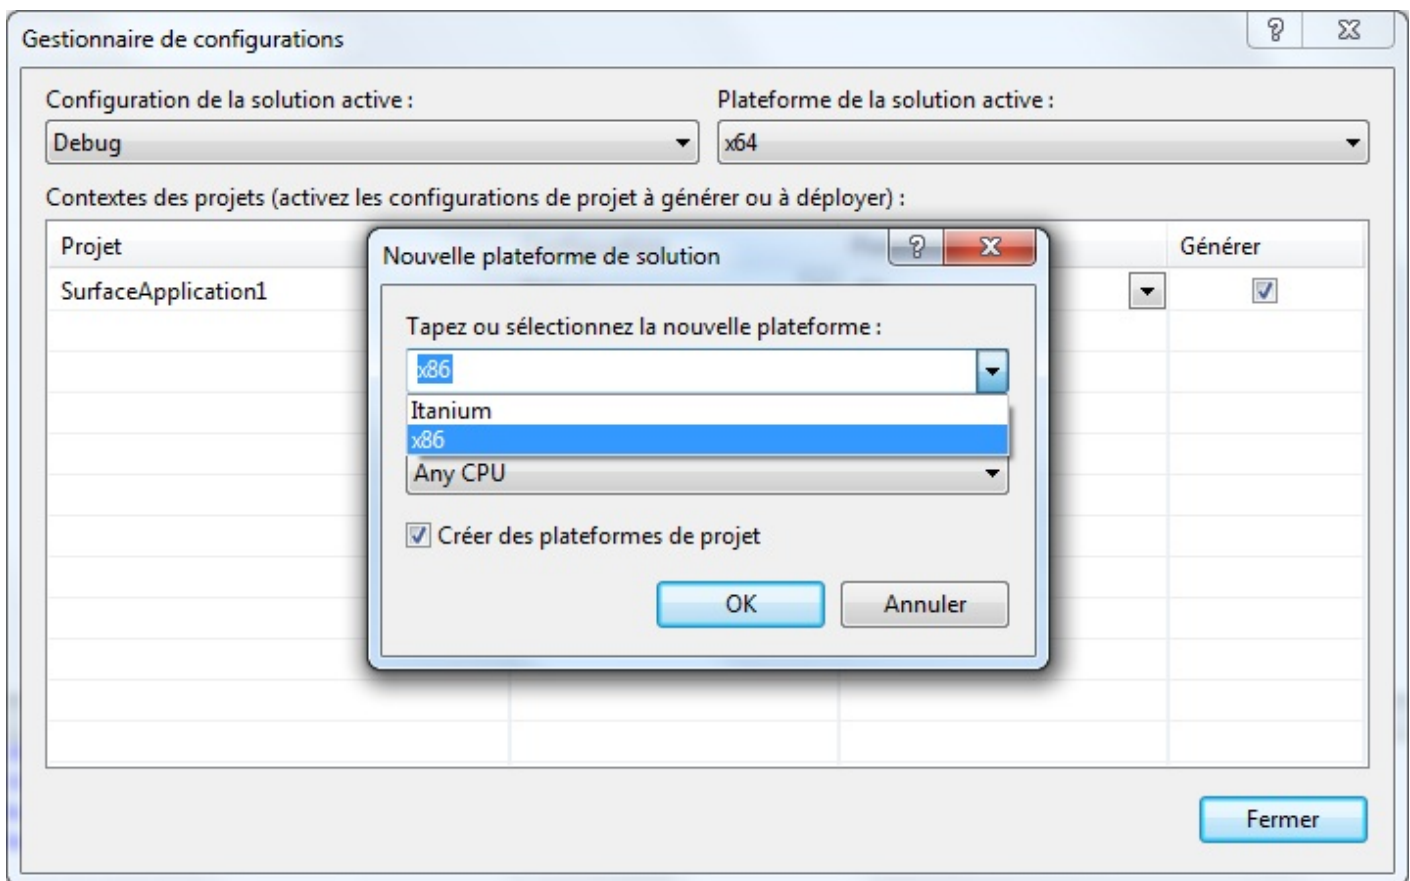 Gestionnaire de configurations
Configuration de la solution active :
Plateforme de la solution active :
Debug
x64
Contextes des projets (activez les configurations de projet à générer ou à déployer) :
Projet
Générer
SurfaceApplication1
Nouvelle plateforme de solution
Tapez ou sélectionnez la nouvelle plateforme :
x86
Itanium
x86
Any CPU
Créer des plateformes de projet
OK Annuler
Fermer